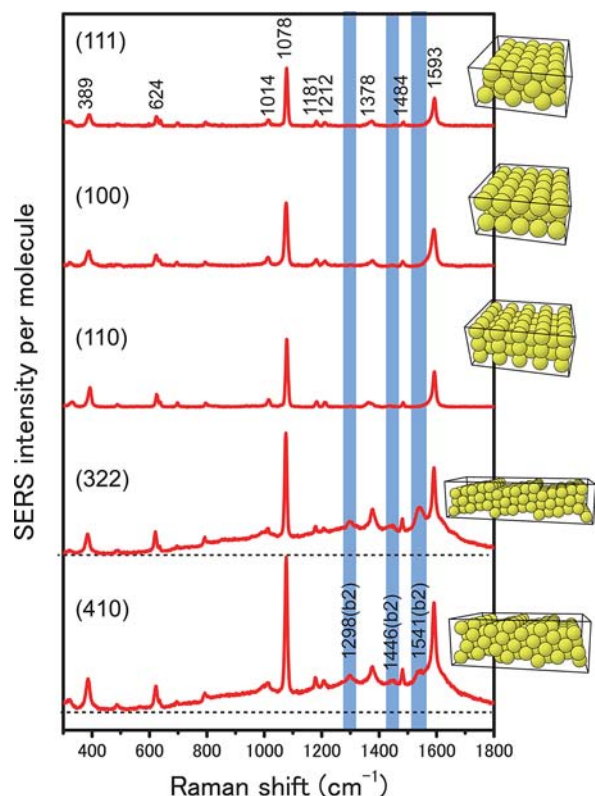 (111)
389
624
1014
1078
1181
1212
1378
1484
1593
(100)
(110)
(322)
(410)
1298(b2)
1446(b2)
1541(b2)
SERS intensity per molecule
400 600 800 1000 1200 1400 1600 1800
Raman shift (cm⁻¹)